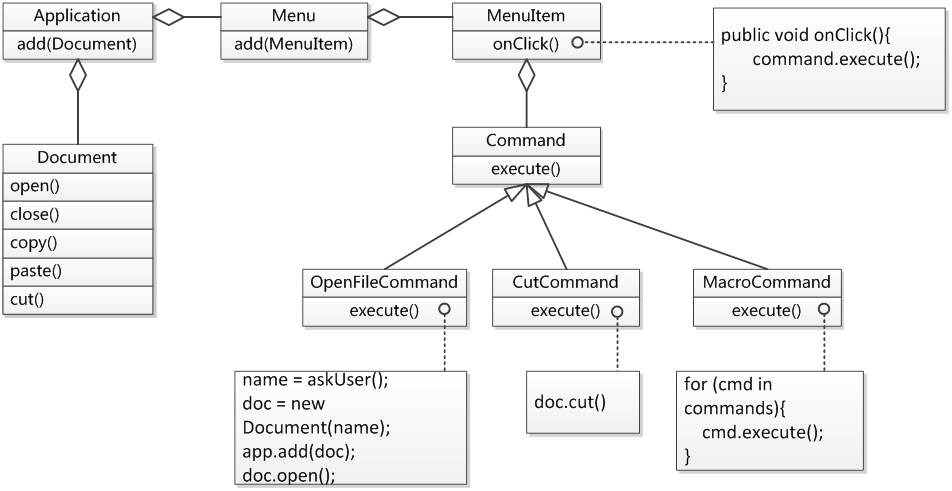 Application
add(Document)
Menu
add(MenuItem)
MenuItem
onClick()
public void onClick(){
command.execute();
}
Document
open()
close()
copy()
paste()
cut()
Command
execute()
OpenFileCommand
execute()
CutCommand
execute()
MacroCommand
execute()
name = askUser();
doc = new
Document(name);
app.add(doc);
doc.open();
doc.cut()
for (cmd in
commands){
cmd.execute();
}